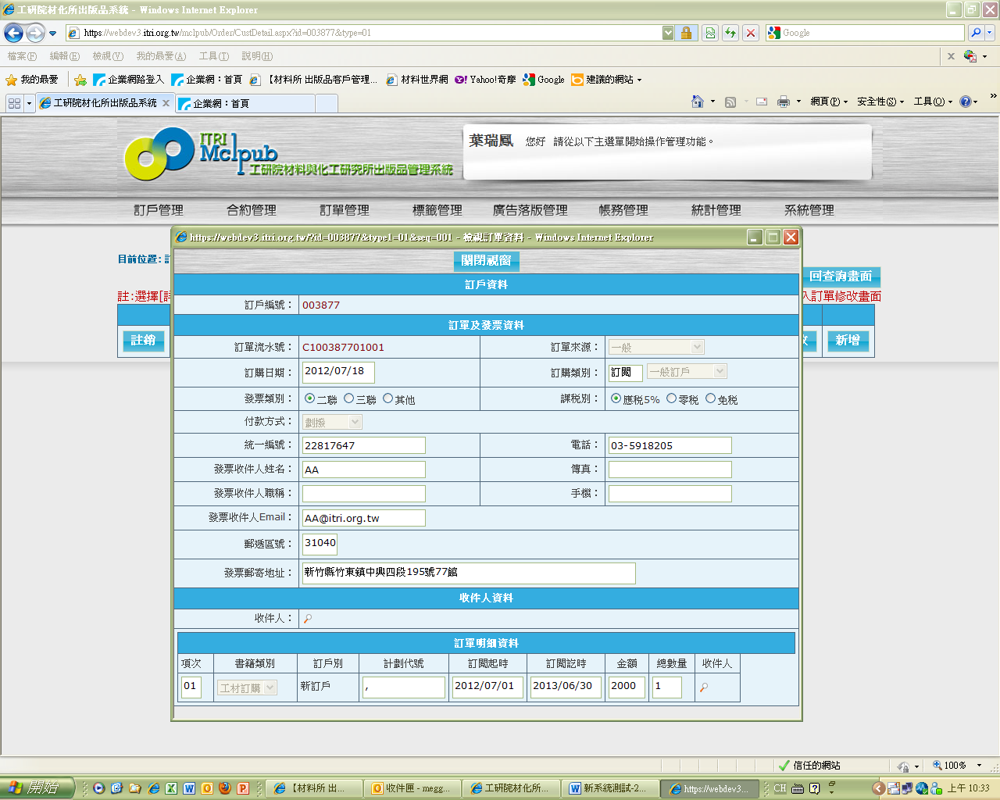 工研院材化所出版品系統 - Windows Internet Explorer
https://webdev3.itri.org.tw/mclpub/Order/CustDetail.aspx?id=003877&type=01
Google
檔案(F) 編輯(E) 檢視(V) 我的最愛(A) 工具(T) 說明(H)
我的最愛 企業網路登入 企業網：首頁 【材料所 出版品客戶管理... 材料世界網 Yahoo!奇摩 Google 建議的網站
工研院材化所出版品系統 企業網：首頁 網頁(P) 安全性(S) 工具(O)
ITRI
Mclpub
工研院材料與化工研究所出版品管理系統
葉瑞鳳 您好 請從以下主選單開始操作管理功能。
訂戶管理 合約管理 訂單管理 標籤管理 廣告落版管理 帳務管理 統計管理 系統管理
https://webdev3.itri.org.tw/?id=003877&type1=01&seq=001 - 檢視訂單資料 - Windows Internet Explorer
目前位置:
關閉視窗
回查詢畫面
註:選擇[
入訂單修改畫面
註銷
新增
訂戶資料
訂戶編號： 003877
訂單及發票資料
訂單流水號： C100387701001 訂單來源： 一般
訂購日期： 2012/07/18 訂購類別： 訂閱 一般訂戶
發票類別： 二聯 三聯 其他 課稅別： 應稅5% 零稅 免稅
付款方式： 劃撥
統一編號： 22817647 電話： 03-5918205
發票收件人姓名： AA 傳真：
發票收件人職稱： 手機：
發票收件人Email： AA@itri.org.tw
郵遞區號： 31040
發票郵寄地址： 新竹縣竹東鎮中興四段195號77館
收件人資料
收件人：
訂單明細資料
項次 書籍類別 訂戶別 計劃代號 訂閱起時 訂閱訖時 金額 總數量 收件人
01 工材訂購 新訂戶 , 2012/07/01 2013/06/30 2000 1
信任的網站 100%
開始 【材料所 出... 收件匣 - megg... 工研院材化所... 新系統測試-2... https://webdev3... CH 上午 10:33